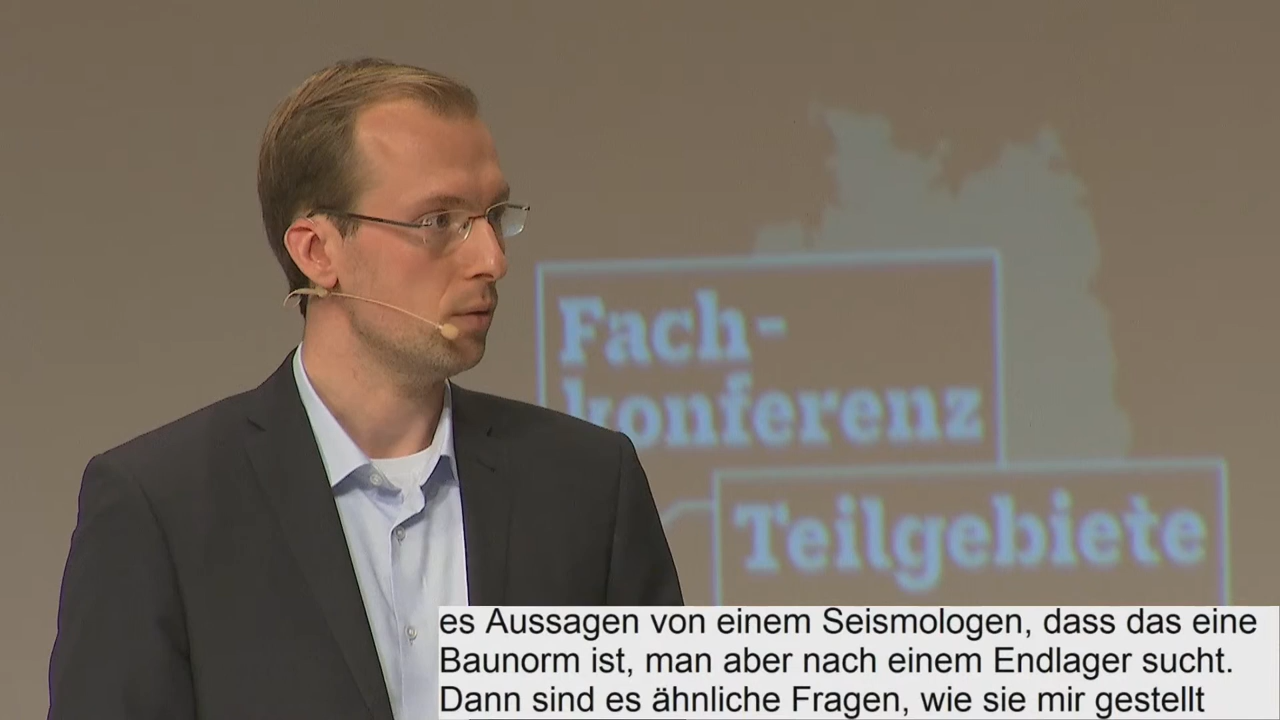 Fach-
konferenz
Teilgebiete
es Aussagen von einem Seismologen, dass das eine
Baunorm ist, man aber nach einem Endlager sucht.
Dann sind es ähnliche Fragen, wie sie mir gestellt